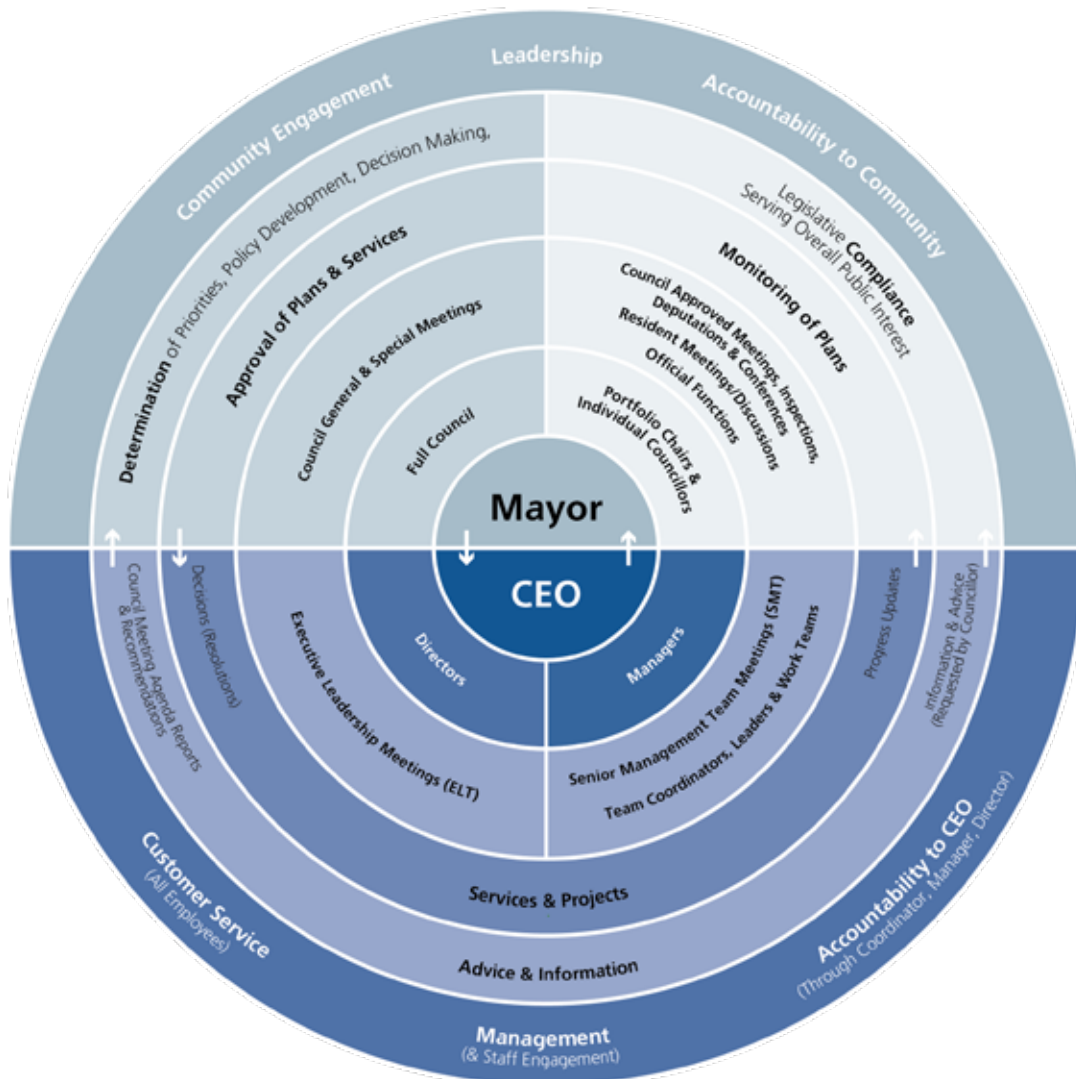 Leadership
Community Engagement
Accountability to Community
Determination of Priorities, Policy Development, Decision Making,
Legislative Compliance
Serving Overall Public Interest
Approval of Plans & Services
Monitoring of Plans
Council General & Special Meetings
Council Approved Meetings, Inspections,
Deputations & Conferences
Resident Meetings/Discussions
Official Functions
Full Council
Portfolio Chairs &
Individual Councillors
Mayor
CEO
Directors
Managers
Executive Leadership Meetings (ELT)
Senior Management Team Meetings (SMT)
Team Coordinators, Leaders & Work Teams
Decisions (Resolutions)
Progress Updates
Council Meeting Agenda Reports
& Recommendations
Information & Advice
(Requested by Councillor)
Services & Projects
Advice & Information
Customer Service
(All Employees)
Management
(& Staff Engagement)
Accountability to CEO
(Through Coordinator, Manager, Director)